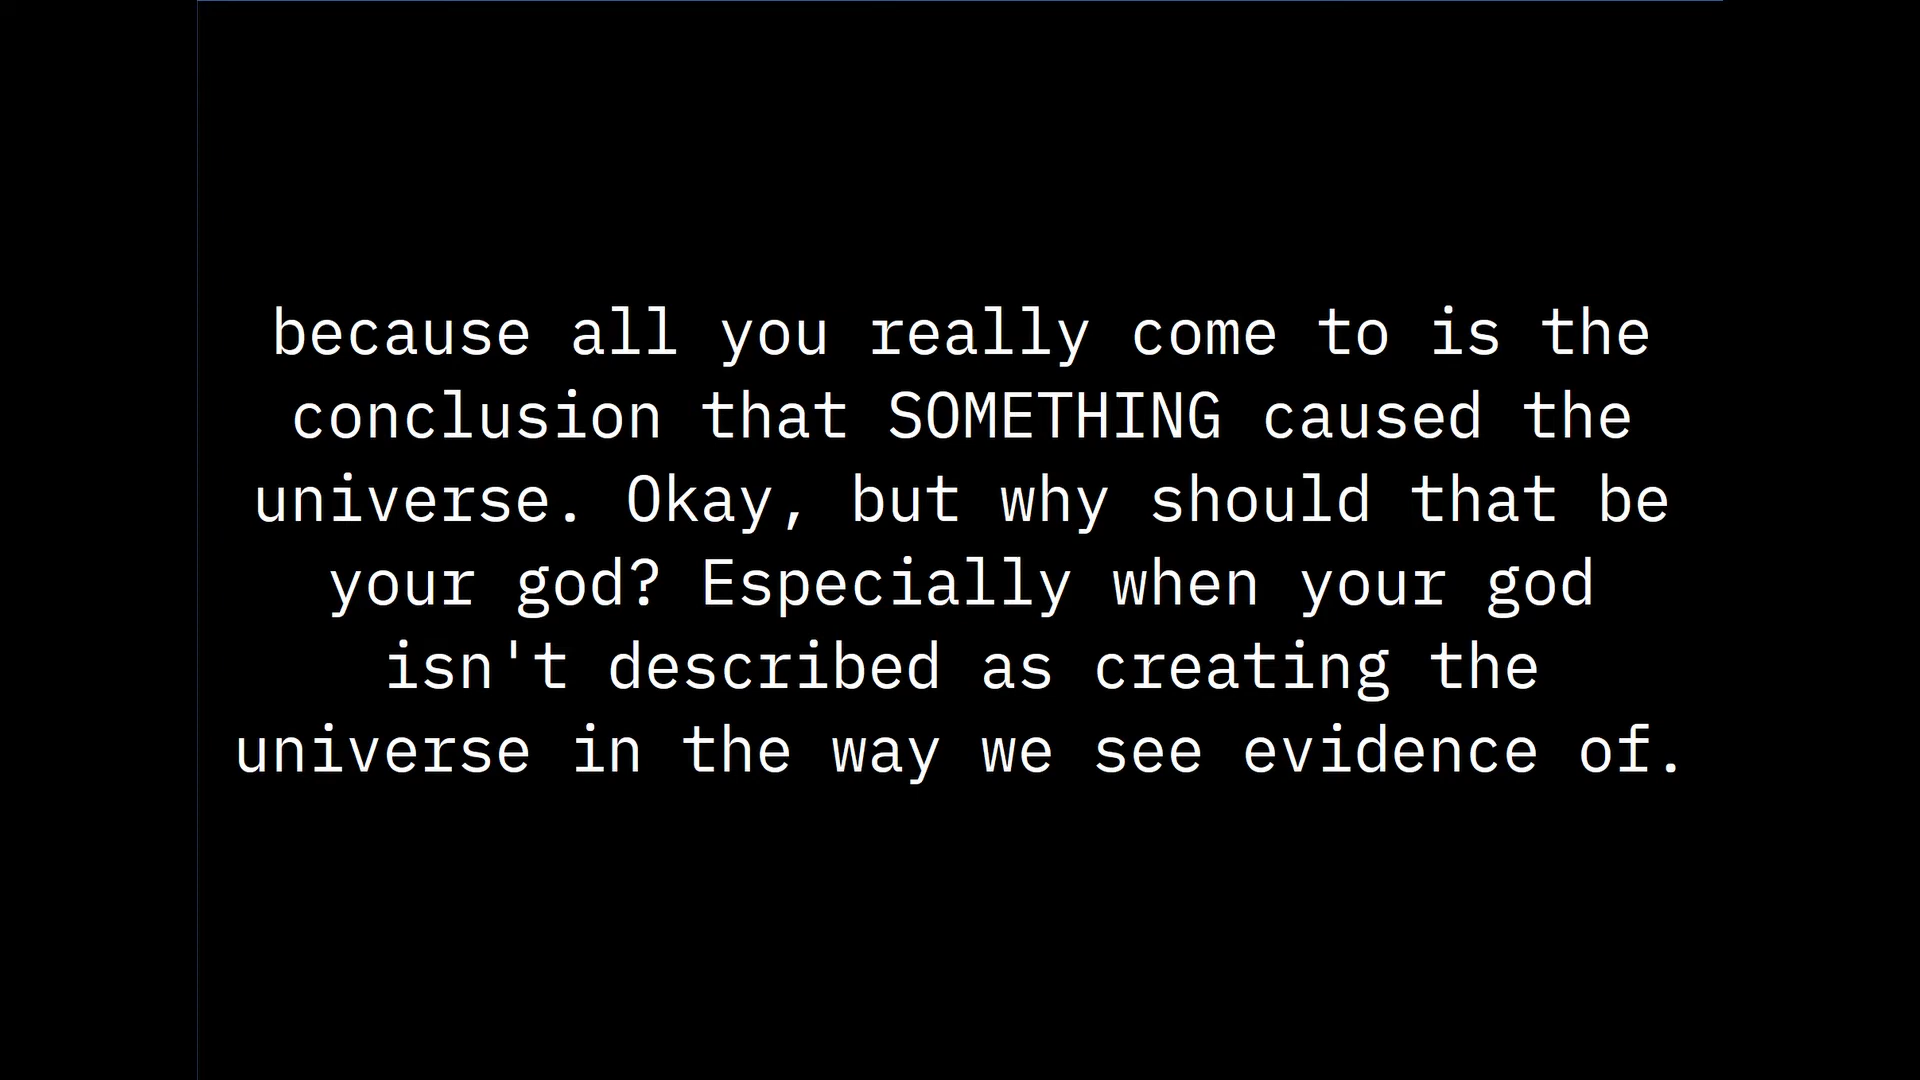 because all you really come to is the
conclusion that SOMETHING caused the
universe. Okay, but why should that be
your god? Especially when your god
isn't described as creating the
universe in the way we see evidence of.